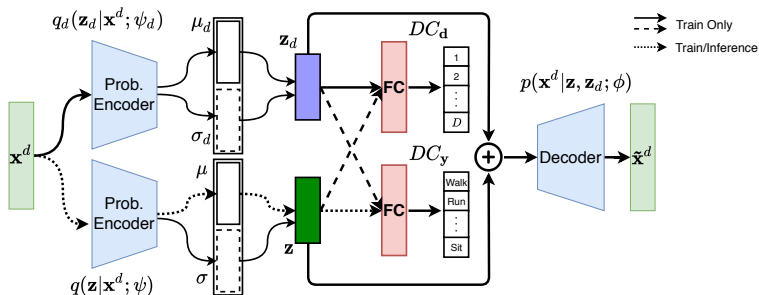 q_d(z_d|x^d; ψ_d)
μ_d
z_d
DC_d
Train Only
Train/Inference
Prob.
Encoder
FC
1
2
⋮
D
σ_d
p(x^d|z, z_d; ϕ)
x^d
+
Decoder
x̃^d
μ
DC_y
Prob.
Encoder
FC
Walk
Run
⋮
Sit
z
σ
q(z|x^d; ψ)